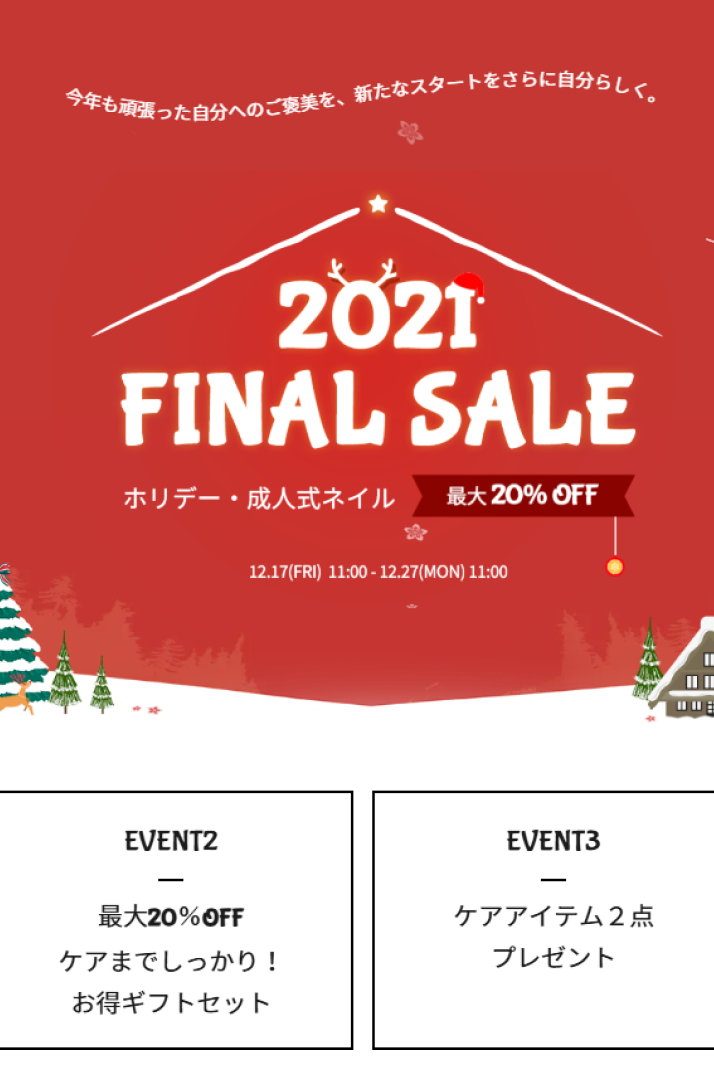 今年も頑張った自分へのご褒美を、新たなスタートをさらに自分らしく。
2021
FINAL SALE
ホリデー・成人式ネイル 最大 20% OFF
12.17(FRI) 11:00 - 12.27(MON) 11:00
EVENT2
最大20%OFF
ケアまでしっかり！
お得ギフトセット
EVENT3
ケアアイテム２点
プレゼント